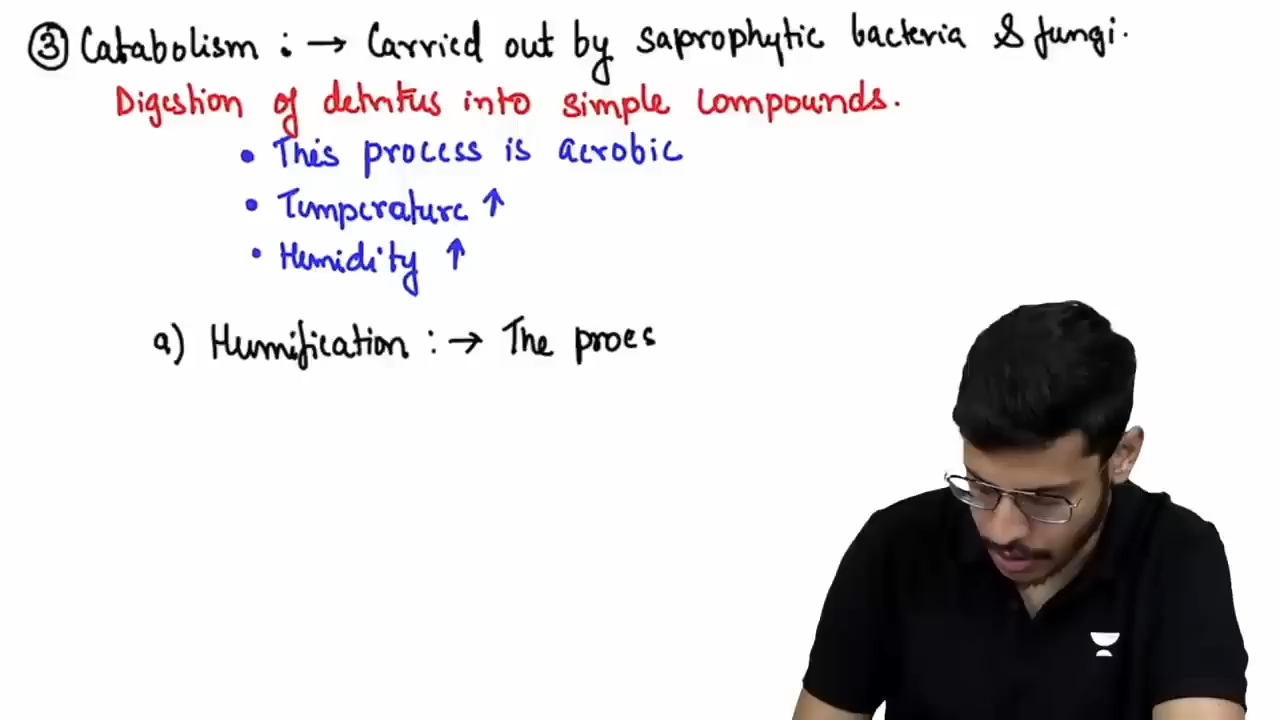 ③ Catabolism : → Carried out by saprophytic bacteria & fungi.
Digestion of detritus into simple compounds.
• This process is aerobic
• Temperature ↑
• Humidity ↑
a) Humification : → The proces